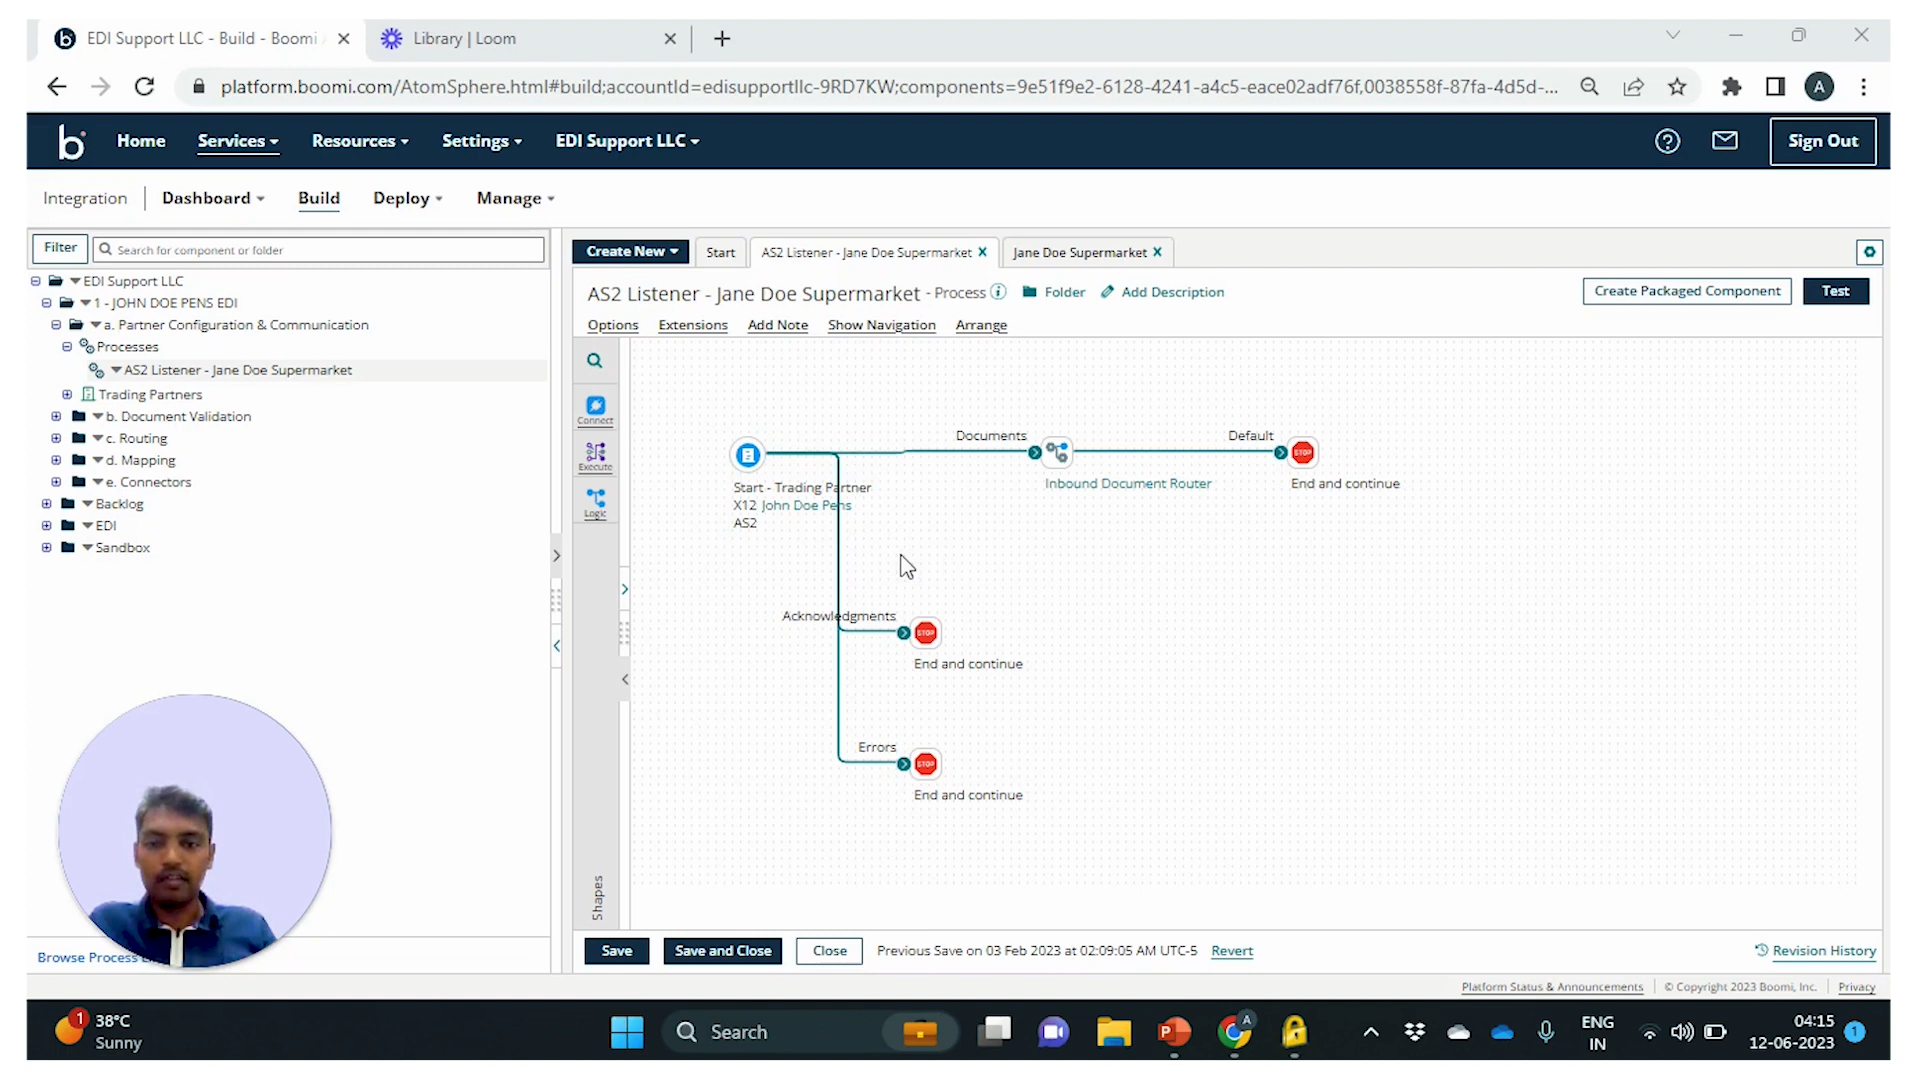 EDI Support LLC - Build - Boomi
Library | Loom
platform.boomi.com/AtomSphere.html#build;accountId=edisupportllc-9RD7KW;components=9e51f9e2-6128-4241-a4c5-eace02adf76f,0038558f-87fa-4d5d-...
A
b
Home
Services
Resources
Settings
EDI Support LLC
Sign Out
Integration
Dashboard
Build
Deploy
Manage
Filter
Search for component or folder
EDI Support LLC
1 - JOHN DOE PENS EDI
a. Partner Configuration & Communication
Processes
AS2 Listener - Jane Doe Supermarket
Trading Partners
b. Document Validation
c. Routing
d. Mapping
e. Connectors
Backlog
EDI
Sandbox
Browse Process
Create New
Start
AS2 Listener - Jane Doe Supermarket
Jane Doe Supermarket
AS2 Listener - Jane Doe Supermarket - Process
Folder
Add Description
Create Packaged Component
Test
Options
Extensions
Add Note
Show Navigation
Arrange
Connect
Execute
Logic
Shapes
Documents
Default
STOP
Start - Trading Partner
X12 John Doe Pens
AS2
Inbound Document Router
End and continue
Acknowledgments
STOP
End and continue
Errors
STOP
End and continue
Save
Save and Close
Close
Previous Save on 03 Feb 2023 at 02:09:05 AM UTC-5
Revert
Revision History
Platform Status & Announcements
© Copyright 2023 Boomi, Inc.
Privacy
1
38°C
Sunny
Search
P
A
ENG
IN
04:15
12-06-2023
1